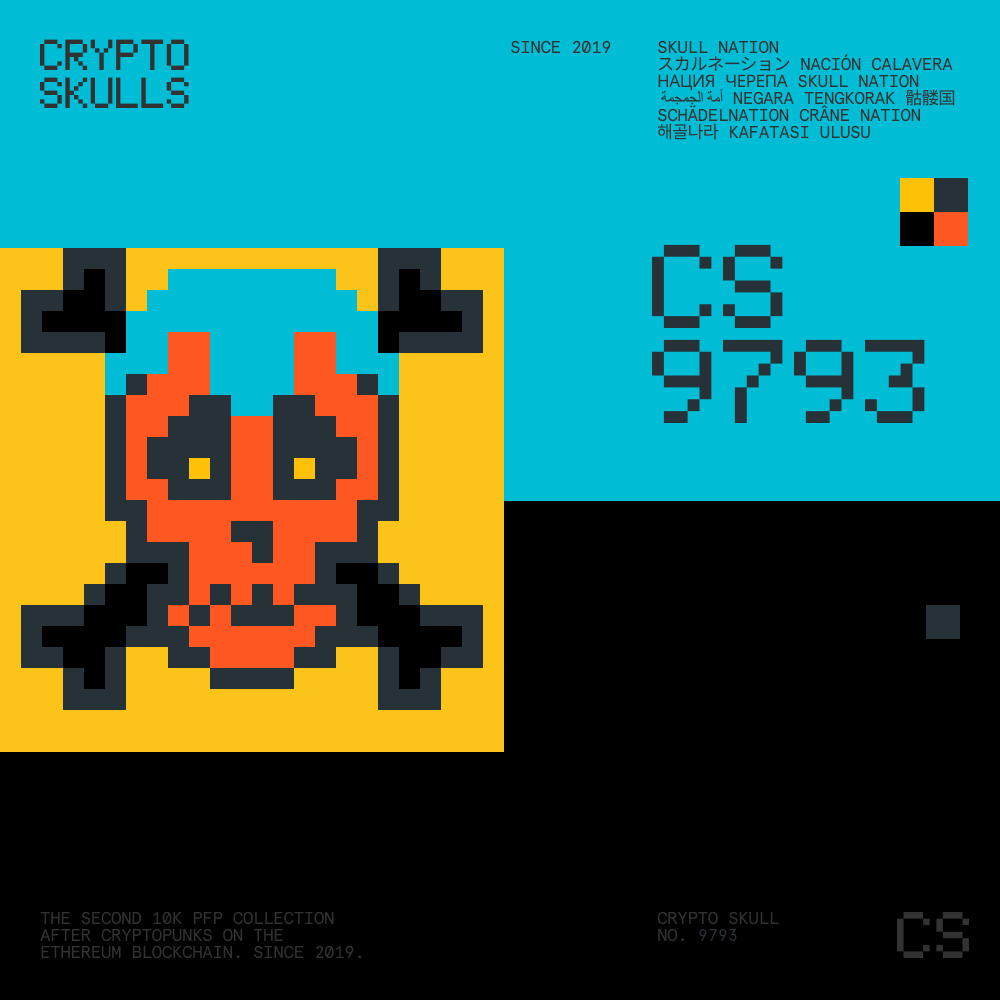 CRYPTO
SKULLS
SINCE 2019
SKULL NATION
スカルネーション NACIÓN CALAVERA
НАЦИЯ ЧЕРЕПА SKULL NATION
أمة الجمجمة NEGARA TENGKORAK 骷髅国
SCHÄDELNATION CRÂNE NATION
해골나라 KAFATASI ULUSU
CS
9793
THE SECOND 10K PFP COLLECTION
AFTER CRYPTOPUNKS ON THE
ETHEREUM BLOCKCHAIN. SINCE 2019.
CRYPTO SKULL
NO. 9793
CS